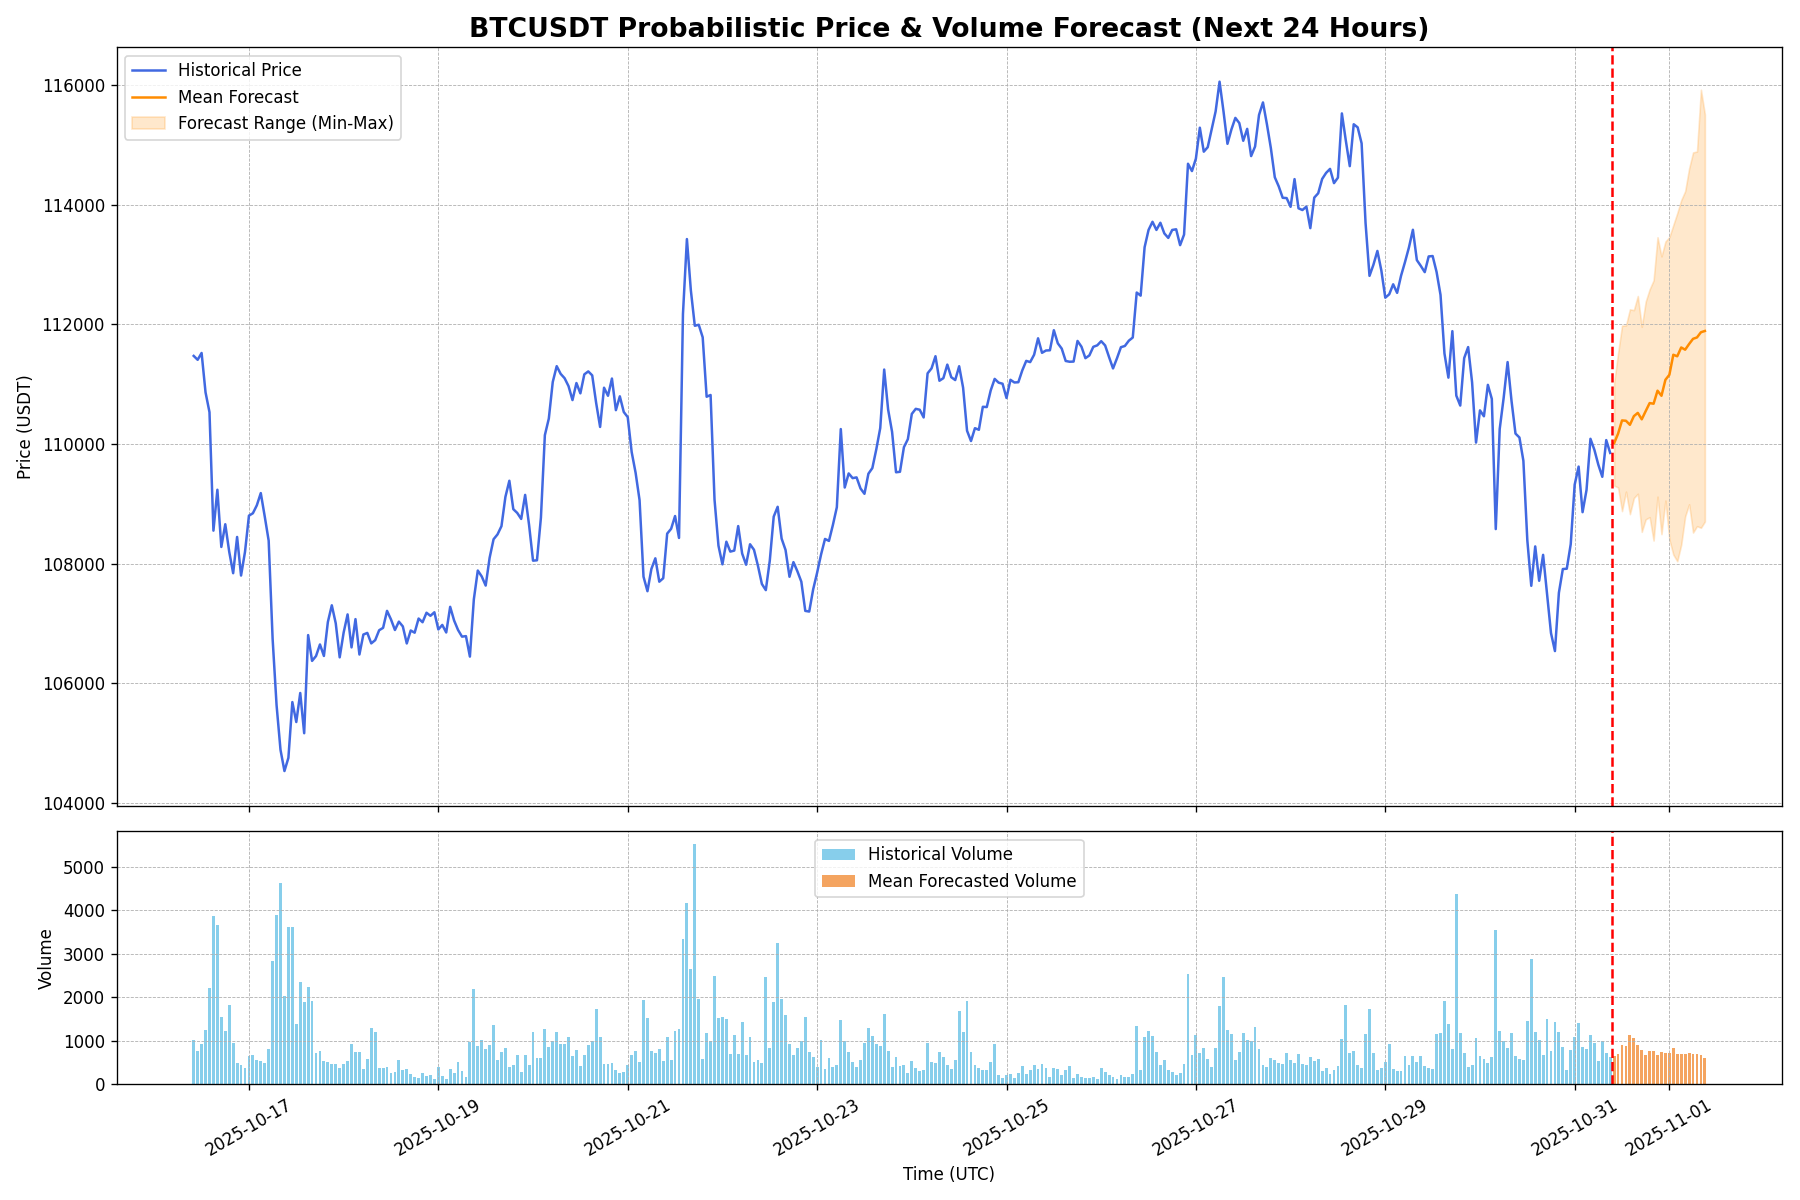 BTCUSDT Probabilistic Price & Volume Forecast (Next 24 Hours)
Historical Price
Mean Forecast
Forecast Range (Min-Max)
116000
114000
112000
110000
108000
106000
104000
Price (USDT)
Historical Volume
Mean Forecasted Volume
5000
4000
3000
2000
1000
0
Volume
2025-10-17
2025-10-19
2025-10-21
2025-10-23
2025-10-25
2025-10-27
2025-10-29
2025-10-31
2025-11-01
Time (UTC)